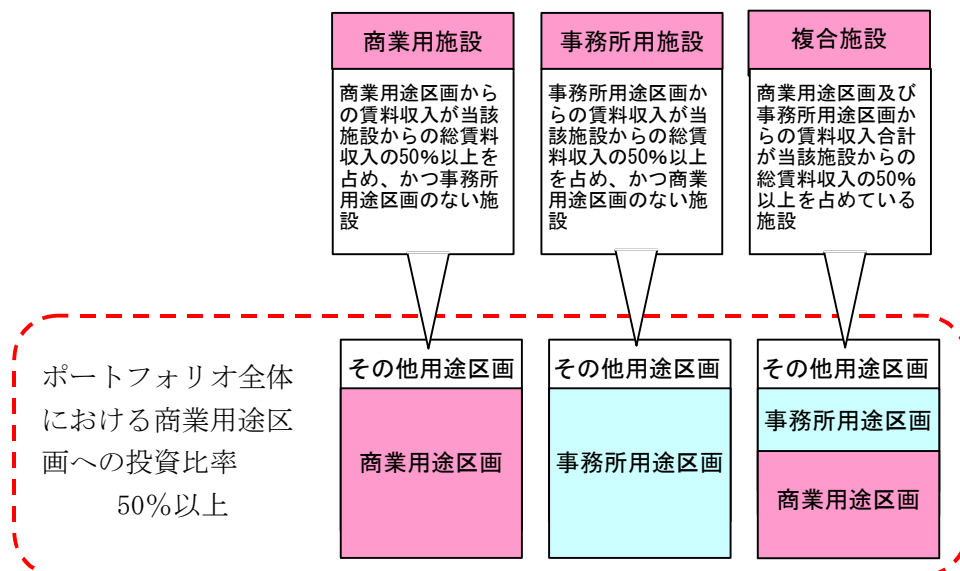 商業用施設
商業用途区画から
の賃料収入が当該
施設からの総賃料
収入の50%以上を
占め、かつ事務所
用途区画のない施
設
事務所用施設
事務所用途区画か
らの賃料収入が当
該施設からの総賃
料収入の50%以上
を占め、かつ商業
用途区画のない施
設
複合施設
商業用途区画及び
事務所用途区画か
らの賃料収入合計
が当該施設からの
総賃料収入の50%
以上を占めている
施設
ポートフォリオ全体
における商業用途区
画への投資比率
50%以上
その他用途区画
商業用途区画
その他用途区画
事務所用途区画
その他用途区画
事務所用途区画
商業用途区画